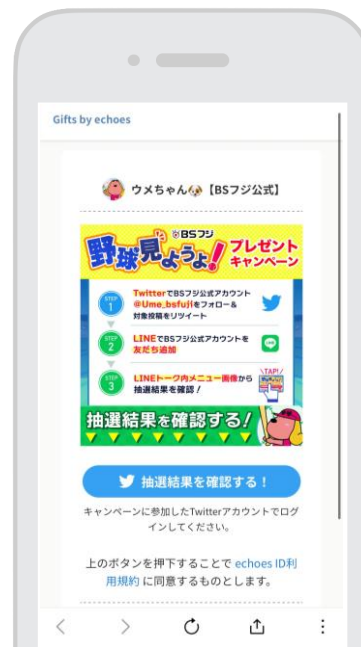 Gifts by echoes
ウメちゃん🐶【BSフジ公式】
BSフジ
野球見ようよ!
プレゼント
キャンペーン
STEP
1
TwitterでBSフジ公式アカウント
@Ume_bsfujiをフォロー&
対象投稿をリツイート
STEP
2
LINEでBSフジ公式アカウントを
友だち追加
STEP
3
LINEトーク内メニュー画像から
抽選結果を確認!
TAP!
抽選結果を確認する!
抽選結果を確認する!
キャンペーンに参加したTwitterアカウントでログ
インしてください。
上のボタンを押下することで echoes ID利
用規約 に同意するものとします。